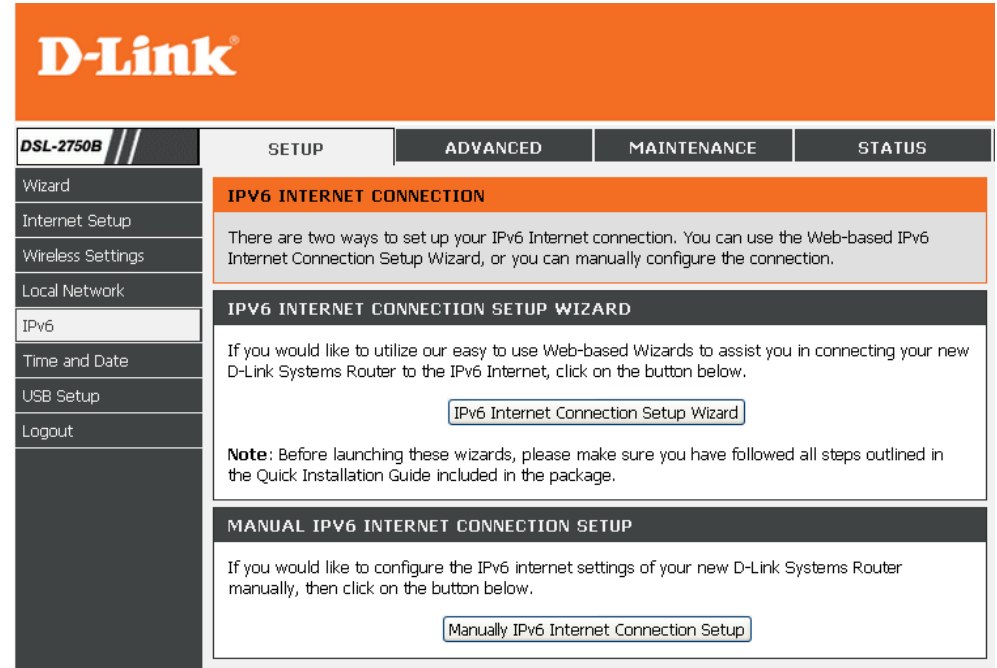 D-Link®
DSL-2750B
SETUP
ADVANCED
MAINTENANCE
STATUS
Wizard
Internet Setup
Wireless Settings
Local Network
IPv6
Time and Date
USB Setup
Logout
IPV6 INTERNET CONNECTION
There are two ways to set up your IPv6 Internet connection. You can use the Web-based IPv6
Internet Connection Setup Wizard, or you can manually configure the connection.
IPV6 INTERNET CONNECTION SETUP WIZARD
If you would like to utilize our easy to use Web-based Wizards to assist you in connecting your new
D-Link Systems Router to the IPv6 Internet, click on the button below.
IPv6 Internet Connection Setup Wizard
Note: Before launching these wizards, please make sure you have followed all steps outlined in
the Quick Installation Guide included in the package.
MANUAL IPV6 INTERNET CONNECTION SETUP
If you would like to configure the IPv6 internet settings of your new D-Link Systems Router
manually, then click on the button below.
Manually IPv6 Internet Connection Setup